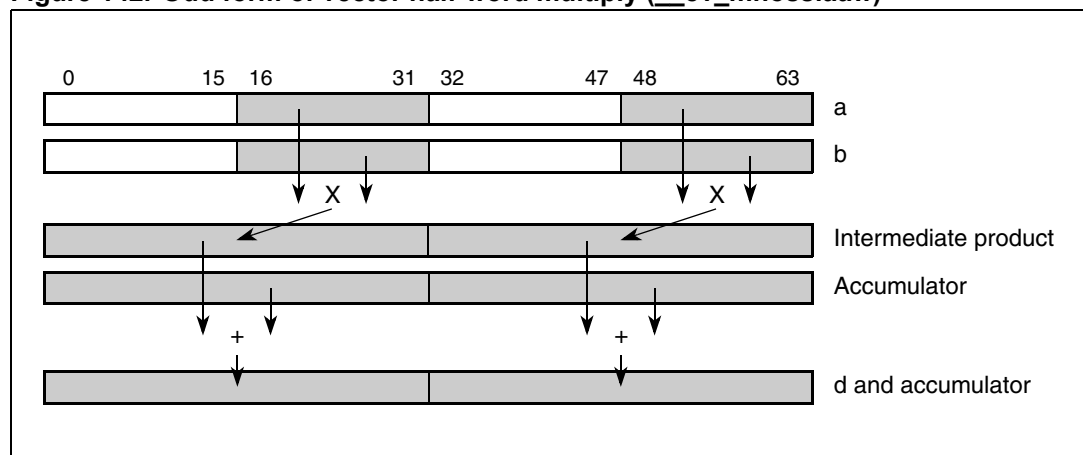 0 15 16 31 32 47 48 63
a
b
X X
Intermediate product
Accumulator
+ +
d and accumulator